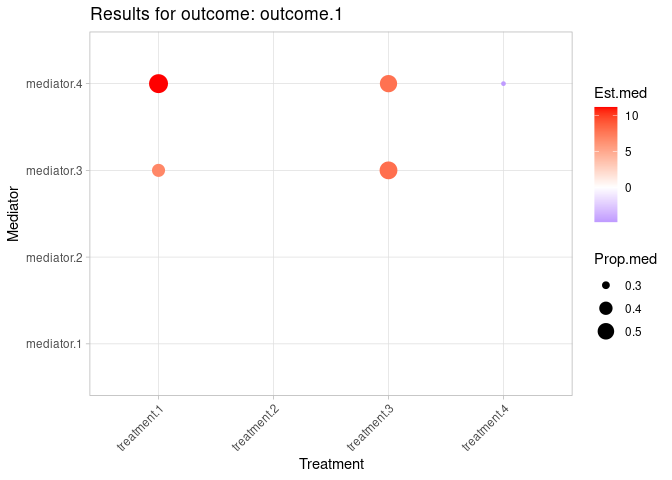 Results for outcome: outcome.1
Mediator
mediator.4
mediator.3
mediator.2
mediator.1
treatment.1
treatment.2
treatment.3
treatment.4
Treatment
Est.med
10
5
0
Prop.med
0.3
0.4
0.5